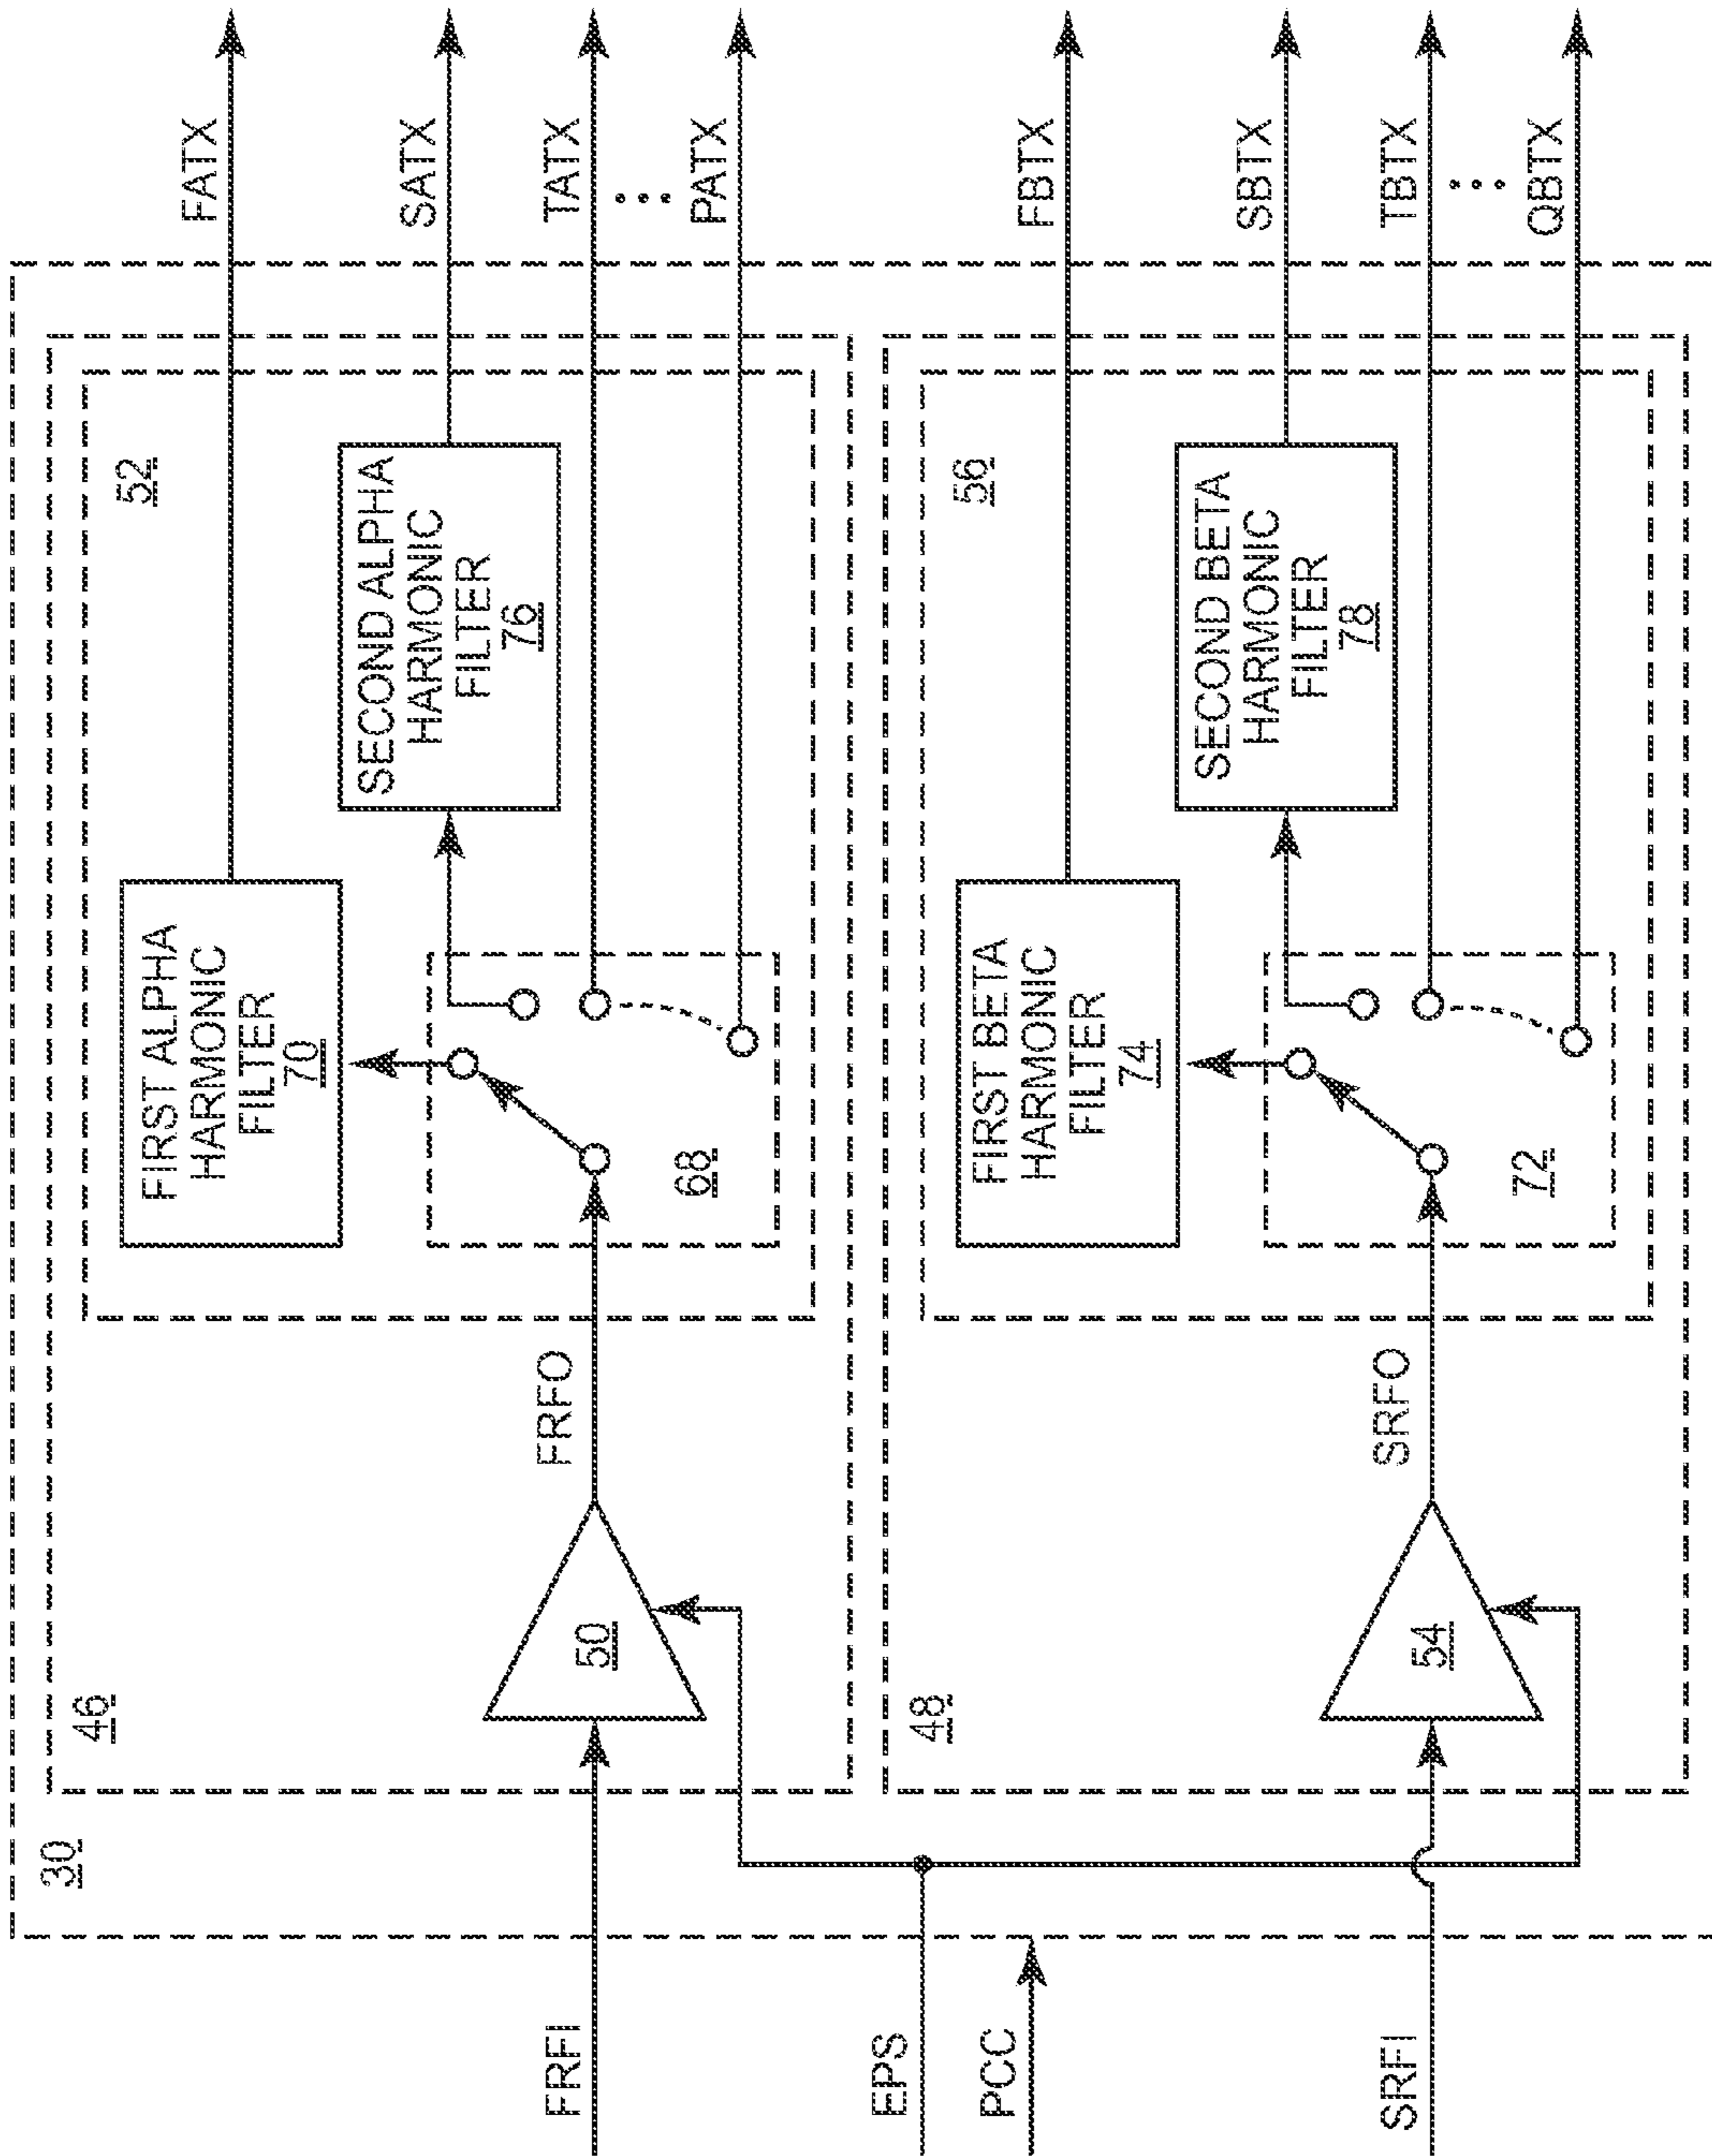 30
46
FRFI
50
FRFO
52
FIRST ALPHA
HARMONIC
FILTER
70
68
SECOND ALPHA
HARMONIC
FILTER
76
FATX
SATX
TATX
PATX
EPS
PCC
48
SRFI
54
SRFO
56
FIRST BETA
HARMONIC
FILTER
74
72
SECOND BETA
HARMONIC
FILTER
78
FBTX
SBTX
TBTX
QBTX